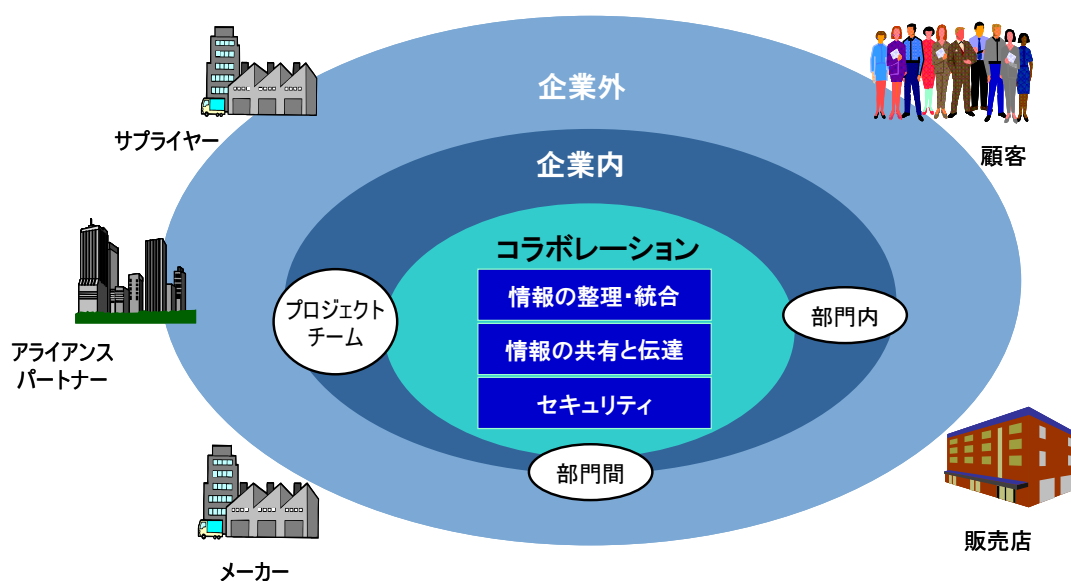 企業外
サプライヤー
顧客
企業内
コラボレーション
情報の整理・統合
プロジェクト
チーム
部門内
情報の共有と伝達
アライアンス
パートナー
セキュリティ
部門間
販売店
メーカー